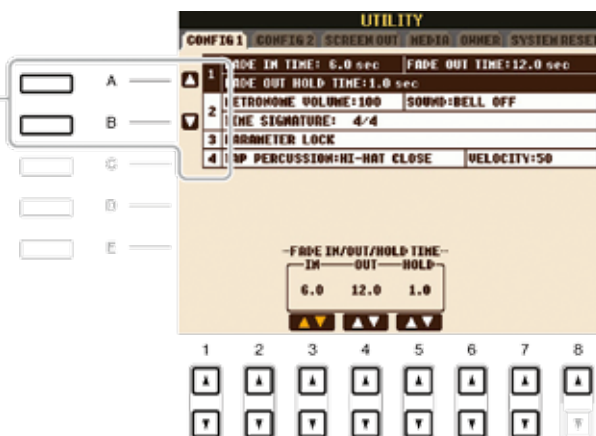 UTILITY
CONFIG 1 CONFIG 2 SCREEN OUT MEDIA OWNER SYSTEM RESET
1 FADE IN TIME: 6.0 sec FADE OUT TIME:12.0 sec
FADE OUT HOLD TIME:1.0 sec
2 METRONOME VOLUME:100 SOUND:BELL OFF
TIME SIGNATURE: 4/4
3 PARAMETER LOCK
4 TAP PERCUSSION:HI-HAT CLOSE VELOCITY:50
A
B
C
D
E
FADE IN/OUT/HOLD TIME
IN OUT HOLD
6.0 12.0 1.0
1 2 3 4 5 6 7 8